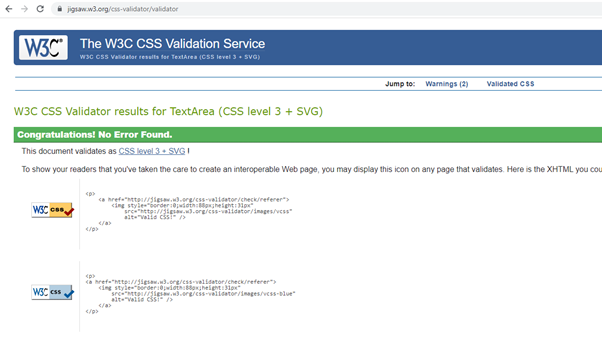 jigsaw.w3.org/css-validator/validator
W3C® The W3C CSS Validation Service
W3C CSS Validator results for TextArea (CSS level 3 + SVG)
Jump to: Warnings (2) Validated CSS
W3C CSS Validator results for TextArea (CSS level 3 + SVG)
Congratulations! No Error Found.
This document validates as CSS level 3 + SVG !
To show your readers that you've taken the care to create an interoperable Web page, you may display this icon on any page that validates. Here is the XHTML you cou
<p>
<a href="http://jigsaw.w3.org/css-validator/check/referer">
<img style="border:0;width:88px;height:31px"
src="http://jigsaw.w3.org/css-validator/images/vcss"
alt="Valid CSS!" />
</a>
</p>
W3C css
<p>
<a href="http://jigsaw.w3.org/css-validator/check/referer">
<img style="border:0;width:88px;height:31px"
src="http://jigsaw.w3.org/css-validator/images/vcss-blue"
alt="Valid CSS!" />
</a>
</p>
W3C css